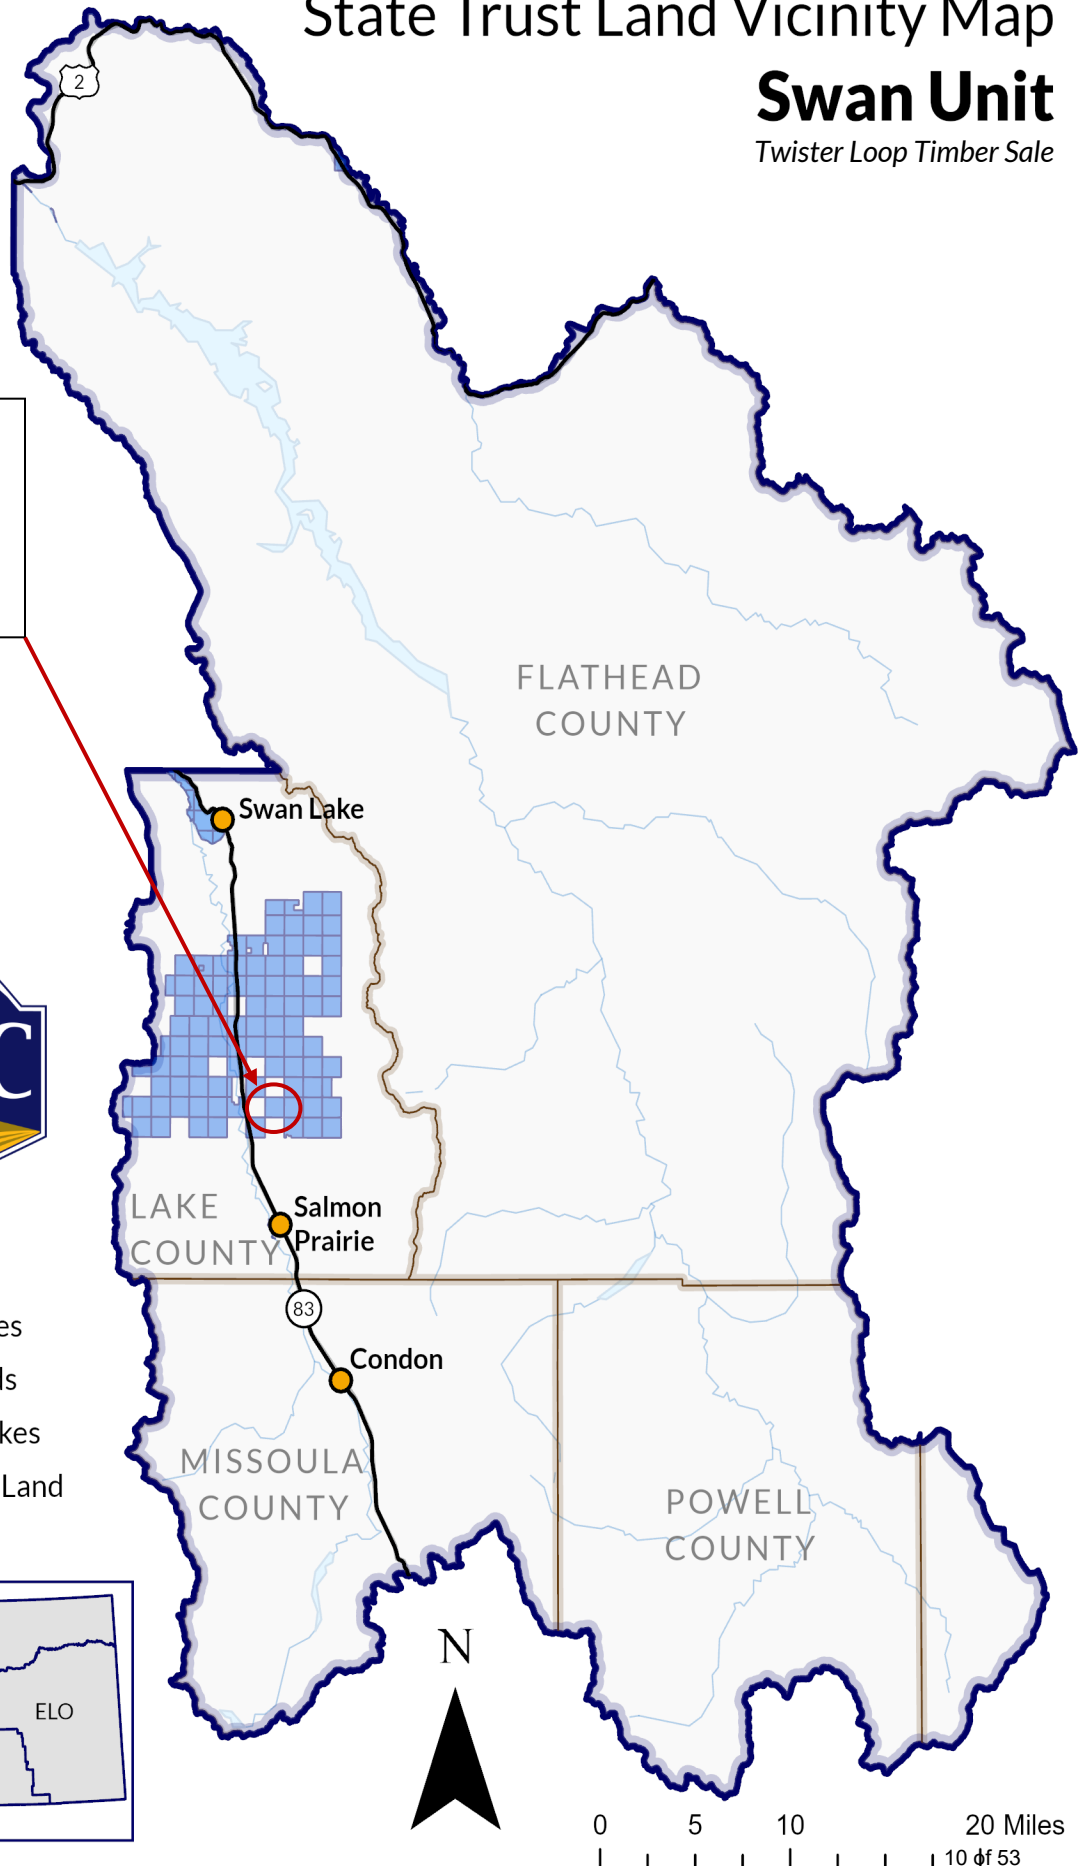 State Trust Land Vicinity Map
Swan Unit
Twister Loop Timber Sale
2
FLATHEAD
COUNTY
Swan Lake
C
LAKE
COUNTY
Salmon
Prairie
83
Condon
MISSOULA
COUNTY
POWELL
COUNTY
es
ls
kes
Land
ELO
N
0 5 10 20 Miles
10 of 53